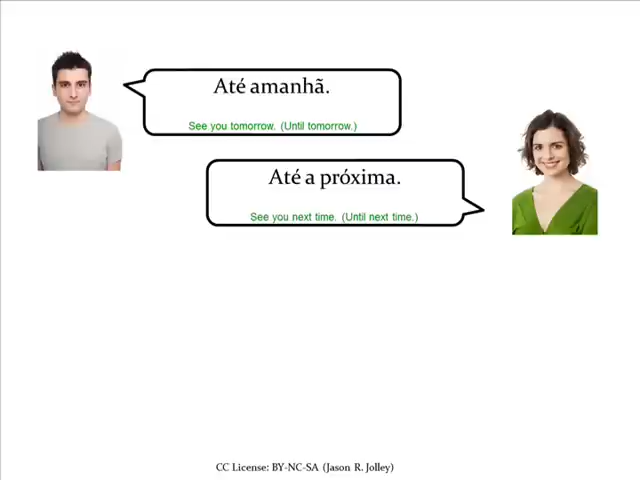 Até amanhã.
See you tomorrow. (Until tomorrow.)
Até a próxima.
See you next time. (Until next time.)
CC License: BY-NC-SA (Jason R. Jolley)